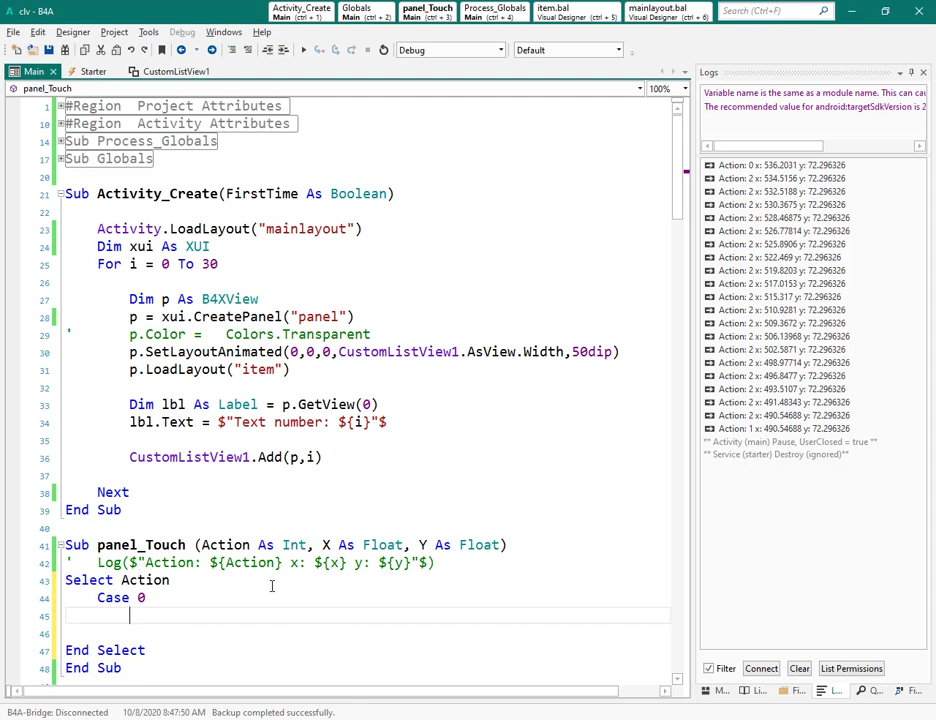 clv - B4A
Activity_Create
Main (ctrl + 1)
Globals
Main (ctrl + 2)
panel_Touch
Main (ctrl + 3)
Process_Globals
Main (ctrl + 4)
item.bal
Visual Designer (ctrl + 5)
mainlayout.bal
Visual Designer (ctrl + 6)
Search (Ctrl+F)
File Edit Designer Project Tools Debug Windows Help
Debug
Default
Main
Starter
CustomListView1
panel_Touch
100%
1 #Region  Project Attributes
10 #Region  Activity Attributes
14 Sub Process_Globals
17 Sub Globals
20
21 Sub Activity_Create(FirstTime As Boolean)
22
23 Activity.LoadLayout("mainlayout")
24 Dim xui As XUI
25 For i = 0 To 30
26
27 Dim p As B4XView
28 p = xui.CreatePanel("panel")
29 ' p.Color =   Colors.Transparent
30 p.SetLayoutAnimated(0,0,0,CustomListView1.AsView.Width,50dip)
31 p.LoadLayout("item")
32
33 Dim lbl As Label = p.GetView(0)
34 lbl.Text = $"Text number: ${i}"$
35
36 CustomListView1.Add(p,i)
37
38 Next
39 End Sub
40
41 Sub panel_Touch (Action As Int, X As Float, Y As Float)
42 ' Log($"Action: ${Action} x: ${x} y: ${y}"$)
43 Select Action
44 Case 0
45
46
47 End Select
48 End Sub
Logs
Variable name is the same as a module name. This can cau
The recommended value for android:targetSdkVersion is 2
Action: 0 x: 536.2031 y: 72.296326
Action: 2 x: 534.5156 y: 72.296326
Action: 2 x: 532.5188 y: 72.296326
Action: 2 x: 530.3675 y: 72.296326
Action: 2 x: 528.46875 y: 72.296326
Action: 2 x: 526.77814 y: 72.296326
Action: 2 x: 525.8906 y: 72.296326
Action: 2 x: 522.469 y: 72.296326
Action: 2 x: 519.8203 y: 72.296326
Action: 2 x: 517.0153 y: 72.296326
Action: 2 x: 515.317 y: 72.296326
Action: 2 x: 510.9281 y: 72.296326
Action: 2 x: 509.3672 y: 72.296326
Action: 2 x: 506.13968 y: 72.296326
Action: 2 x: 502.5871 y: 72.296326
Action: 2 x: 498.97714 y: 72.296326
Action: 2 x: 496.8477 y: 72.296326
Action: 2 x: 493.5107 y: 72.296326
Action: 2 x: 491.48343 y: 72.296326
Action: 2 x: 490.54688 y: 72.296326
Action: 1 x: 490.54688 y: 72.296326
** Activity (main) Pause, UserClosed = true **
** Service (starter) Destroy (ignored)**
Filter Connect Clear List Permissions
M... Li... Fi... L... Q... Fi...
B4A-Bridge: Disconnected 10/8/2020 8:47:50 AM Backup completed successfully.